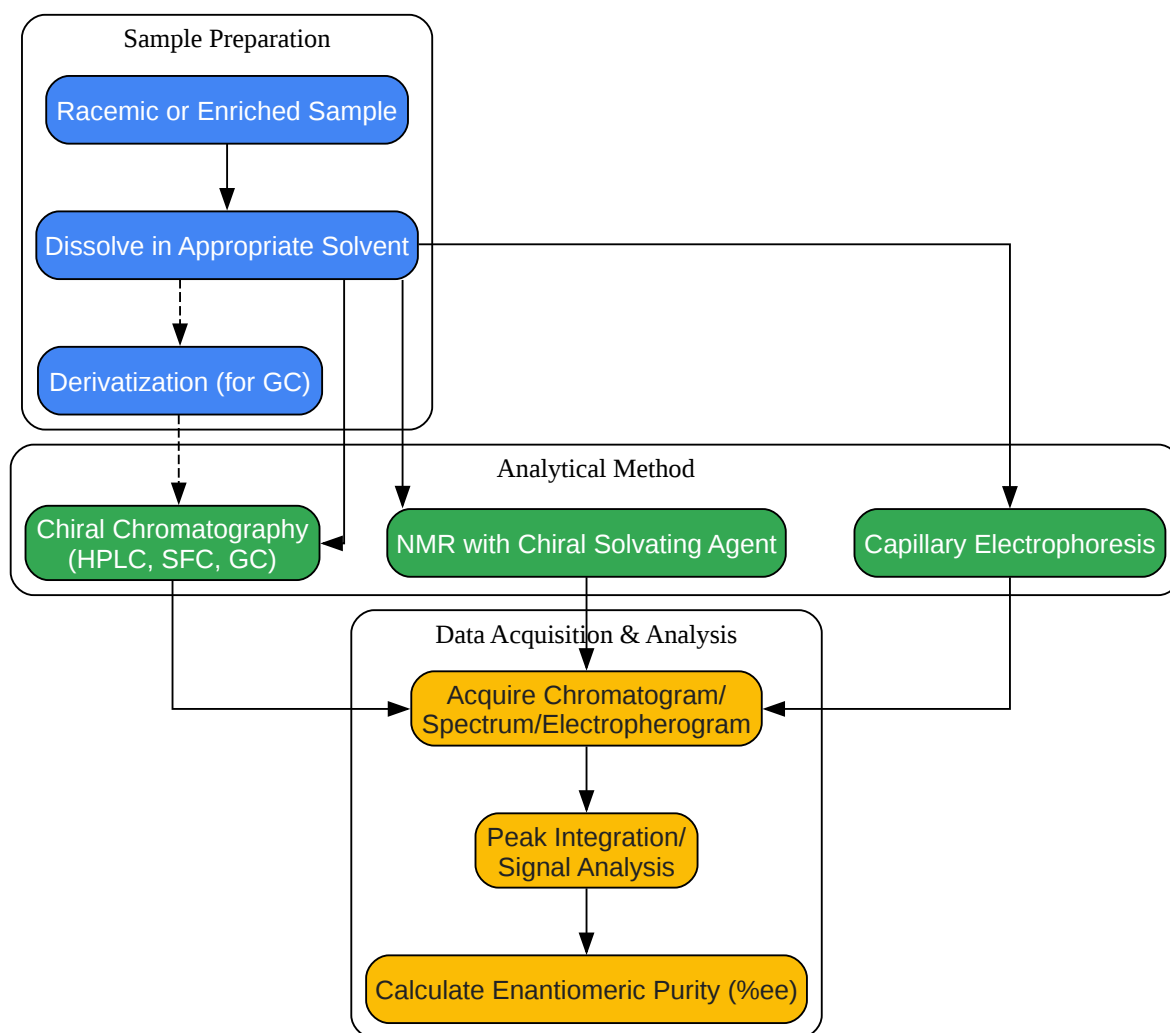 Sample Preparation
Racemic or Enriched Sample
Dissolve in Appropriate Solvent
Derivatization (for GC)
Analytical Method
Chiral Chromatography
(HPLC, SFC, GC)
NMR with Chiral Solvating Agent
Capillary Electrophoresis
Data Acquisition & Analysis
Acquire Chromatogram/
Spectrum/Electropherogram
Peak Integration/
Signal Analysis
Calculate Enantiomeric Purity (%ee)